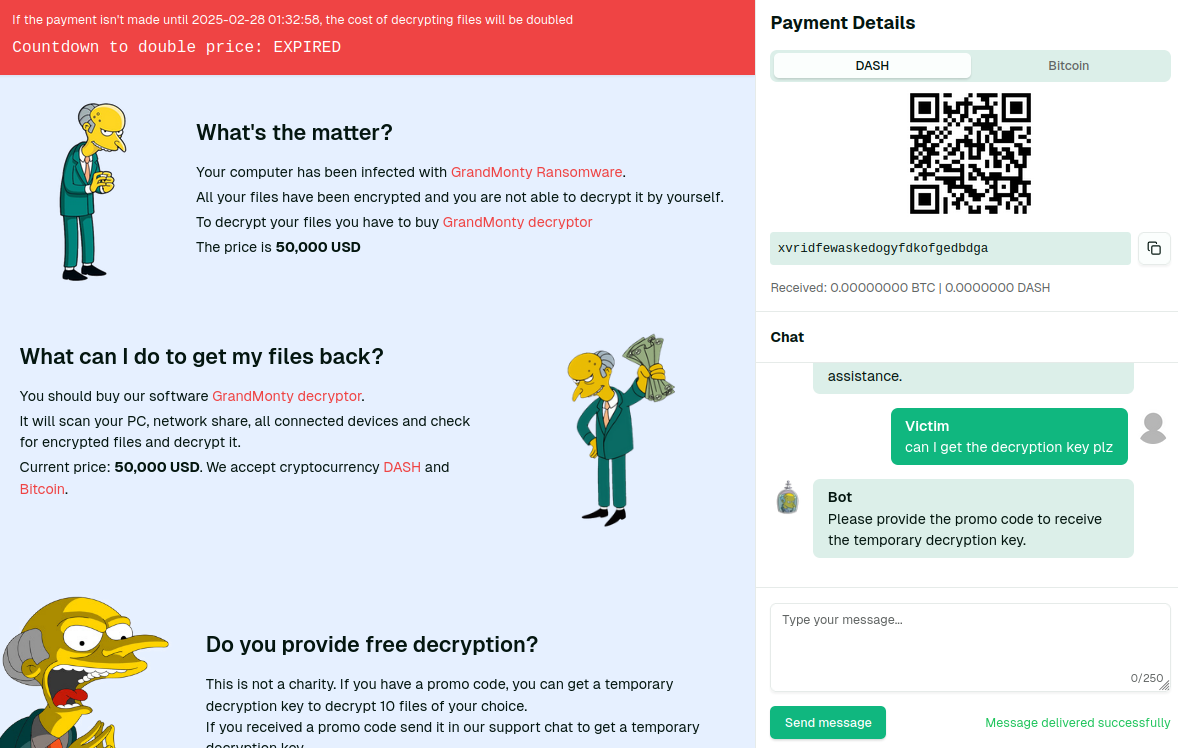 If the payment isn't made until 2025-02-28 01:32:58, the cost of decrypting files will be doubled
Countdown to double price: EXPIRED
What's the matter?
Your computer has been infected with GrandMonty Ransomware.
All your files have been encrypted and you are not able to decrypt it by yourself.
To decrypt your files you have to buy GrandMonty decryptor
The price is 50,000 USD
What can I do to get my files back?
You should buy our software GrandMonty decryptor.
It will scan your PC, network share, all connected devices and check
for encrypted files and decrypt it.
Current price: 50,000 USD. We accept cryptocurrency DASH and
Bitcoin.
Do you provide free decryption?
This is not a charity. If you have a promo code, you can get a temporary
decryption key to decrypt 10 files of your choice.
If you received a promo code send it in our support chat to get a temporary
decryption key.
Payment Details
DASH
Bitcoin
xvridfewaskedogyfdkofgedbdga
Received: 0.00000000 BTC | 0.0000000 DASH
Chat
assistance.
Victim
can I get the decryption key plz
Bot
Please provide the promo code to receive
the temporary decryption key.
Type your message...
0/250
Send message
Message delivered successfully